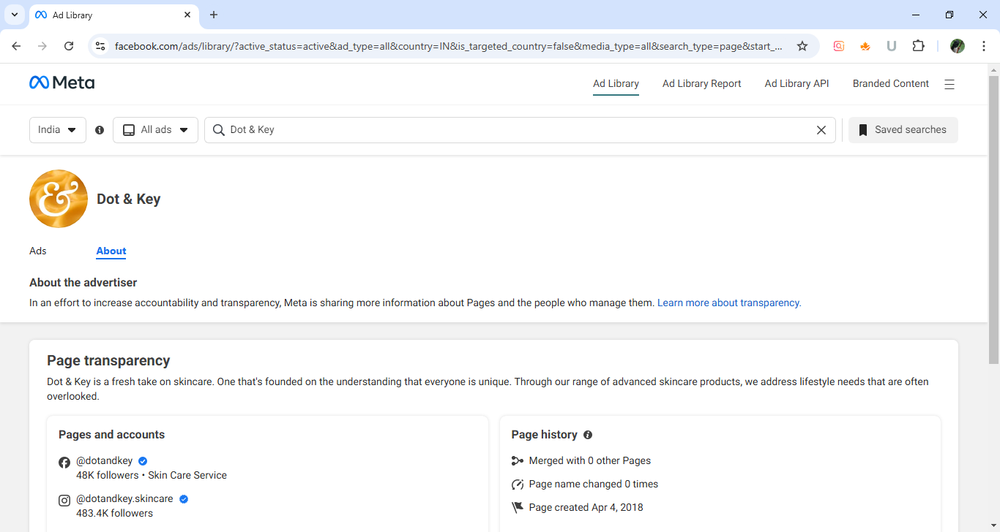 Ad Library
facebook.com/ads/library/?active_status=active&ad_type=all&country=IN&is_targeted_country=false&media_type=all&search_type=page&start_...
Meta
Ad Library
Ad Library Report
Ad Library API
Branded Content
India
All ads
Dot & Key
Saved searches
&
Dot & Key
Ads
About
About the advertiser
In an effort to increase accountability and transparency, Meta is sharing more information about Pages and the people who manage them. Learn more about transparency.
Page transparency
Dot & Key is a fresh take on skincare. One that's founded on the understanding that everyone is unique. Through our range of advanced skincare products, we address lifestyle needs that are often
overlooked.
Pages and accounts
@dotandkey
48K followers • Skin Care Service
@dotandkey.skincare
483.4K followers
Page history
Merged with 0 other Pages
Page name changed 0 times
Page created Apr 4, 2018